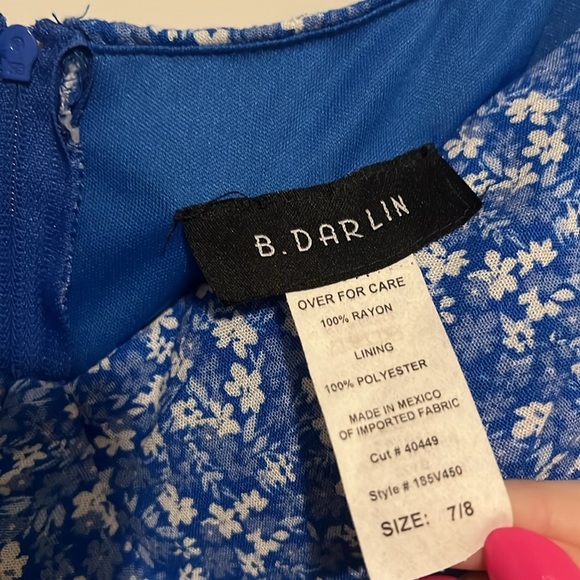 B. DARLIN
OVER FOR CARE
100% RAYON
LINING
100% POLYESTER
MADE IN MEXICO
OF IMPORTED FABRIC
Cut # 40449
Style # 185V450
SIZE: 7/8